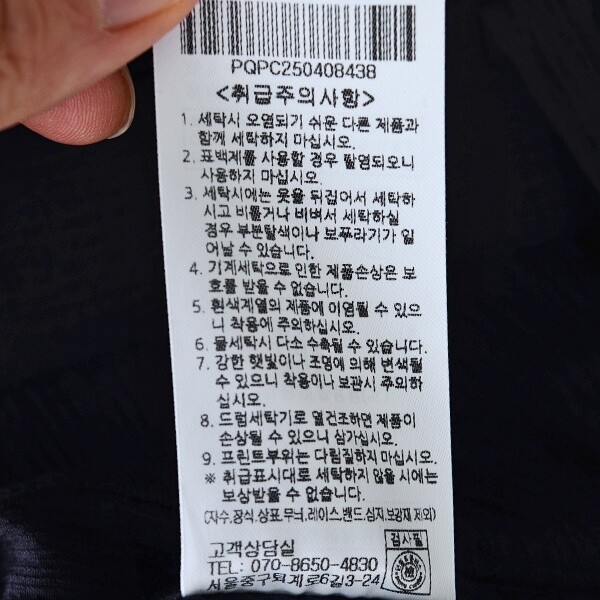 PQPC250408438
<취급주의사항>
1. 세탁시 오염되기 쉬운 다른 제품과
함께 세탁하지 마십시오.
2. 표백제를 사용할 경우 탈염되오니
사용하지 마십시오.
3. 세탁시에는 옷을 뒤집어서 세탁하
시고 비틀거나 비벼서 세탁하실
경우 부분탈색이나 보푸라기가 일
어날 수 있습니다.
4. 기계세탁으로 인한 제품손상은 보
호를 받을 수 없습니다.
5. 흰색계열의 제품에 이염될 수 있으
니 착용에 주의하십시오.
6. 물세탁시 다소 수축될 수 있습니다.
7. 강한 햇빛이나 조명에 의해 변색될
수 있으니 착용이나 보관시 주의하
십시오.
8. 드럼세탁기로 열건조하면 제품이
손상될 수 있으니 삼가십시오.
9. 프린트부위는 다림질하지 마십시오.
※ 취급표시대로 세탁하지 않을 시에는
보상받을 수 없습니다.
(자수,장식,상표,무늬,레이스,밴드,심지,보강재 제외)
고객상담실
검사필
TEL: 070-8650-4830
서울중구퇴계로6길3-24